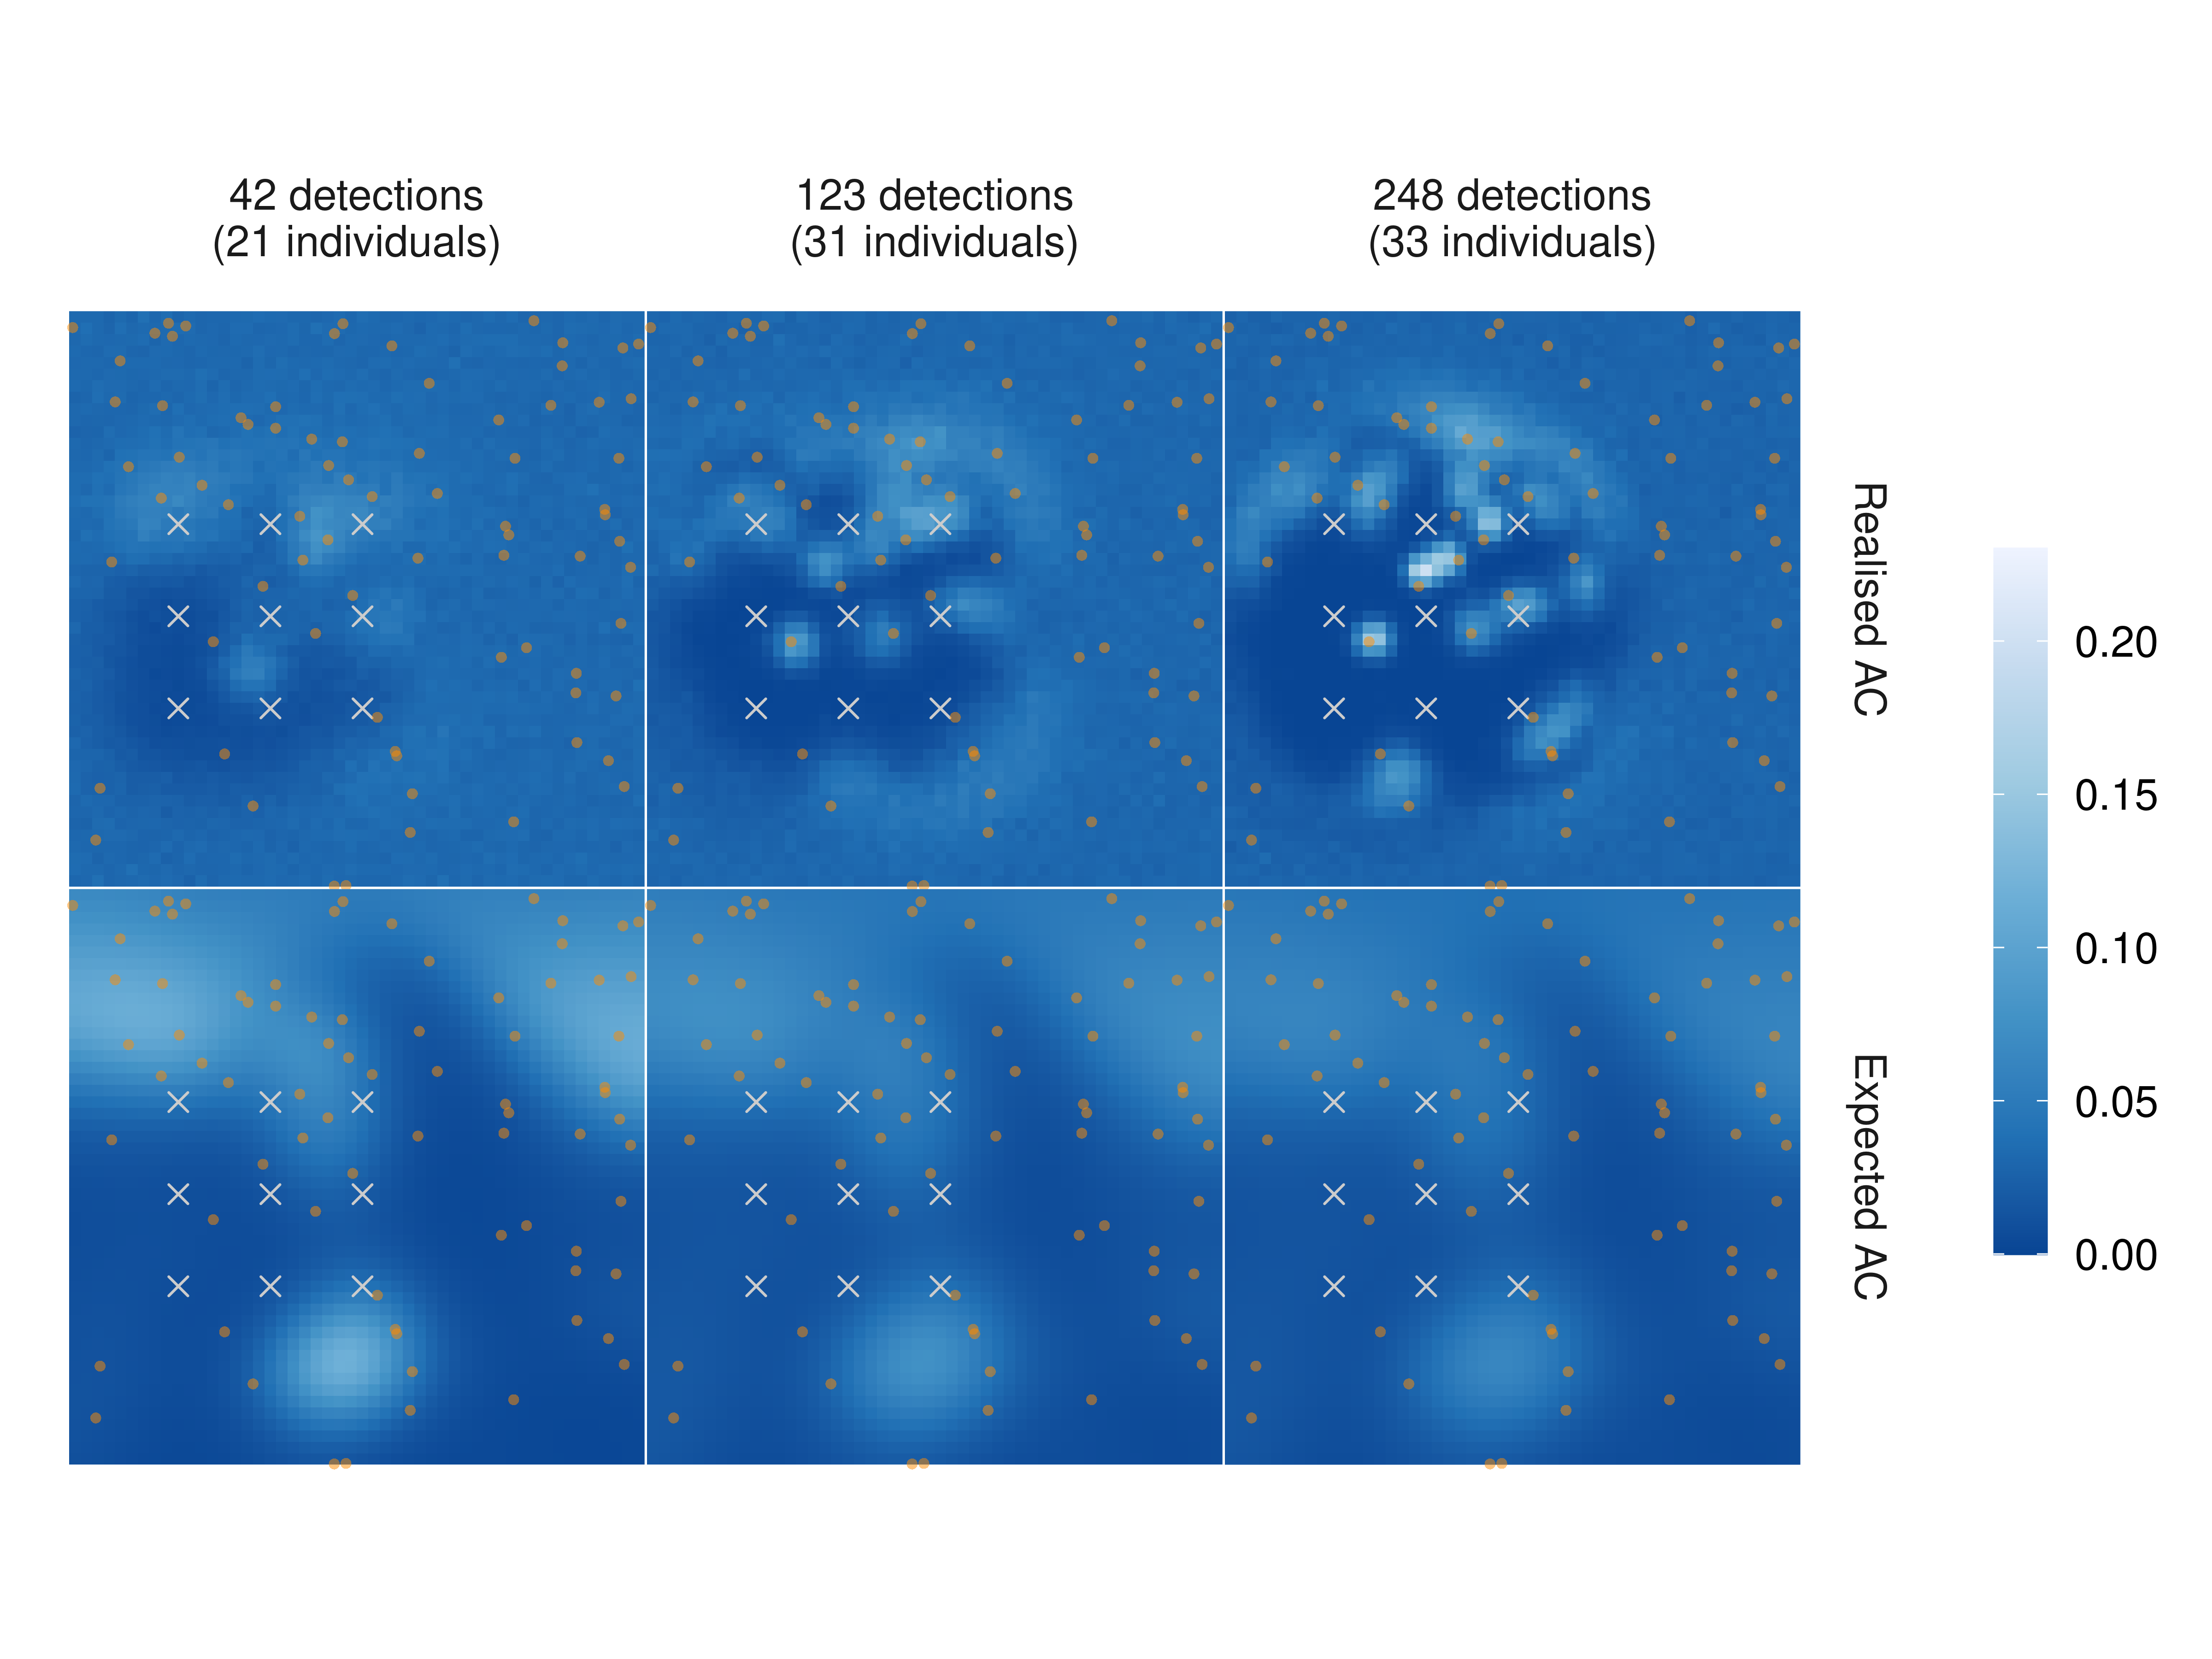 42 detections
(21 individuals)
123 detections
(31 individuals)
248 detections
(33 individuals)
Realised AC
Expected AC
0.20
0.15
0.10
0.05
0.00